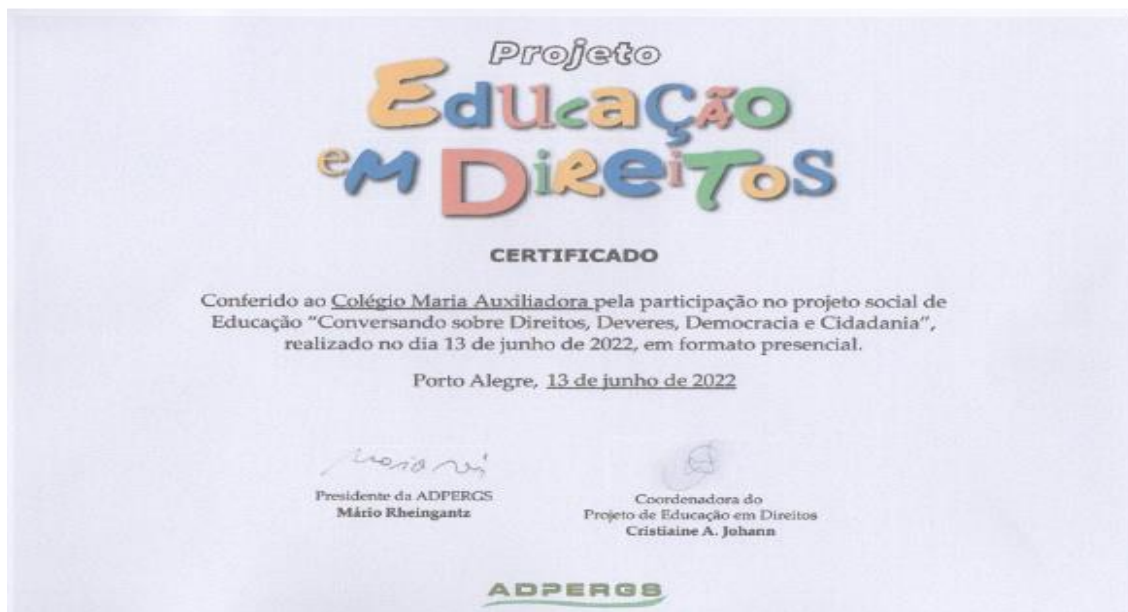 Projeto
Educação
em Direitos
CERTIFICADO
Conferido ao Colégio Maria Auxiliadora pela participação no projeto social de
Educação “Conversando sobre Direitos, Deveres, Democracia e Cidadania”,
realizado no dia 13 de junho de 2022, em formato presencial.
Porto Alegre, 13 de junho de 2022
Presidente da ADPERGS
Mário Rheingantz
Coordenadora do
Projeto de Educação em Direitos
Cristiaine A. Johann
ADPERGS